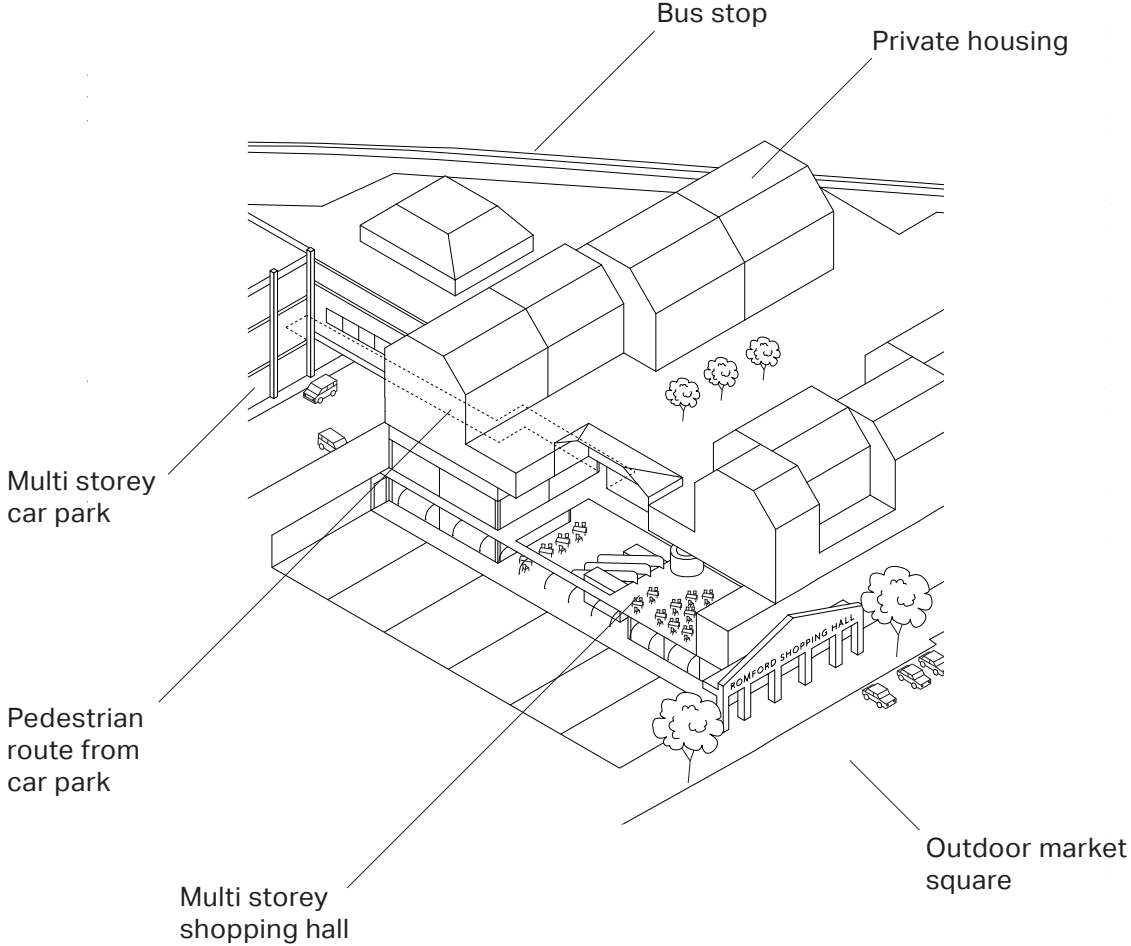 Bus stop
Private housing
Multi storey
car park
ROMFORD SHOPPING HALL
Pedestrian
route from
car park
Outdoor market
square
Multi storey
shopping hall